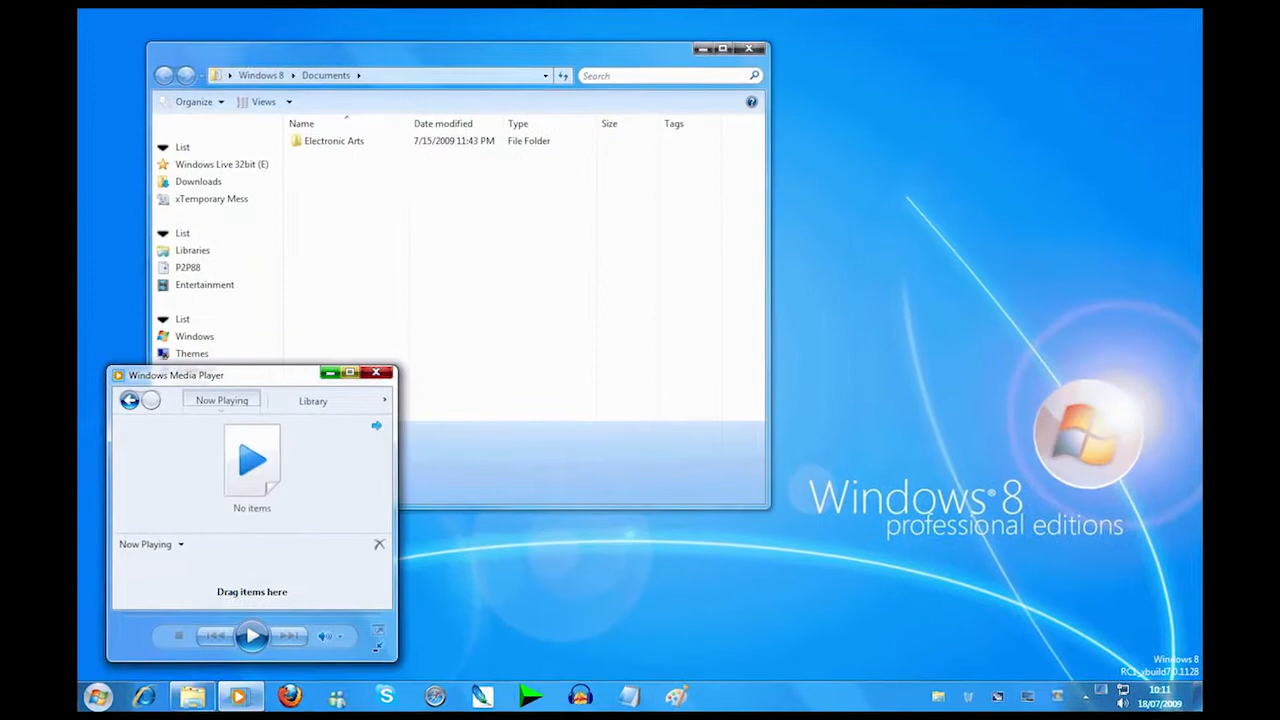 Windows 8
Documents
Search
Organize
Views
Name
Date modified
Type
Size
Tags
Electronic Arts
7/15/2009 11:43 PM
File Folder
List
Windows Live 32bit (E)
Downloads
xTemporary Mess
List
Libraries
P2P88
Entertainment
List
Windows
Themes
Windows Media Player
Now Playing
Library
No items
Now Playing
Drag items here
Windows® 8
professional editions
Windows 8
RC1_xbuild7.0.1128
10:11
18/07/2009